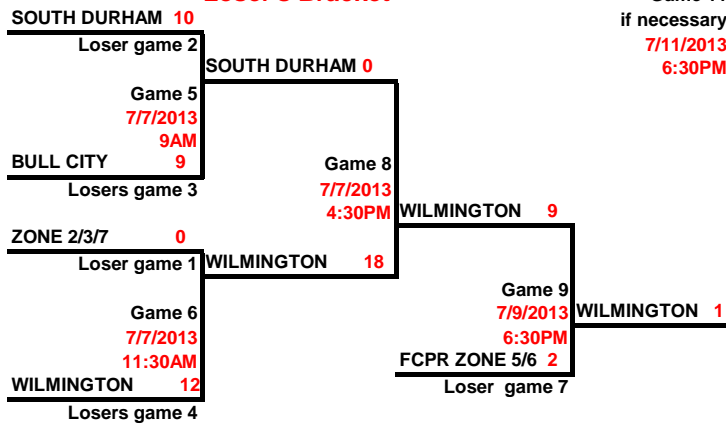 SOUTH DURHAM 10
Loser game 2
if necessary
7/11/2013
6:30PM
SOUTH DURHAM 0
Game 5
7/7/2013
9AM
BULL CITY 9
Losers game 3
Game 8
7/7/2013
4:30PM
WILMINGTON 9
ZONE 2/3/7 0
Loser game 1
WILMINGTON 18
Game 6
7/7/2013
11:30AM
WILMINGTON 12
Losers game 4
Game 9
7/9/2013
6:30PM
FCPR ZONE 5/6 2
Loser game 7
WILMINGTON 1